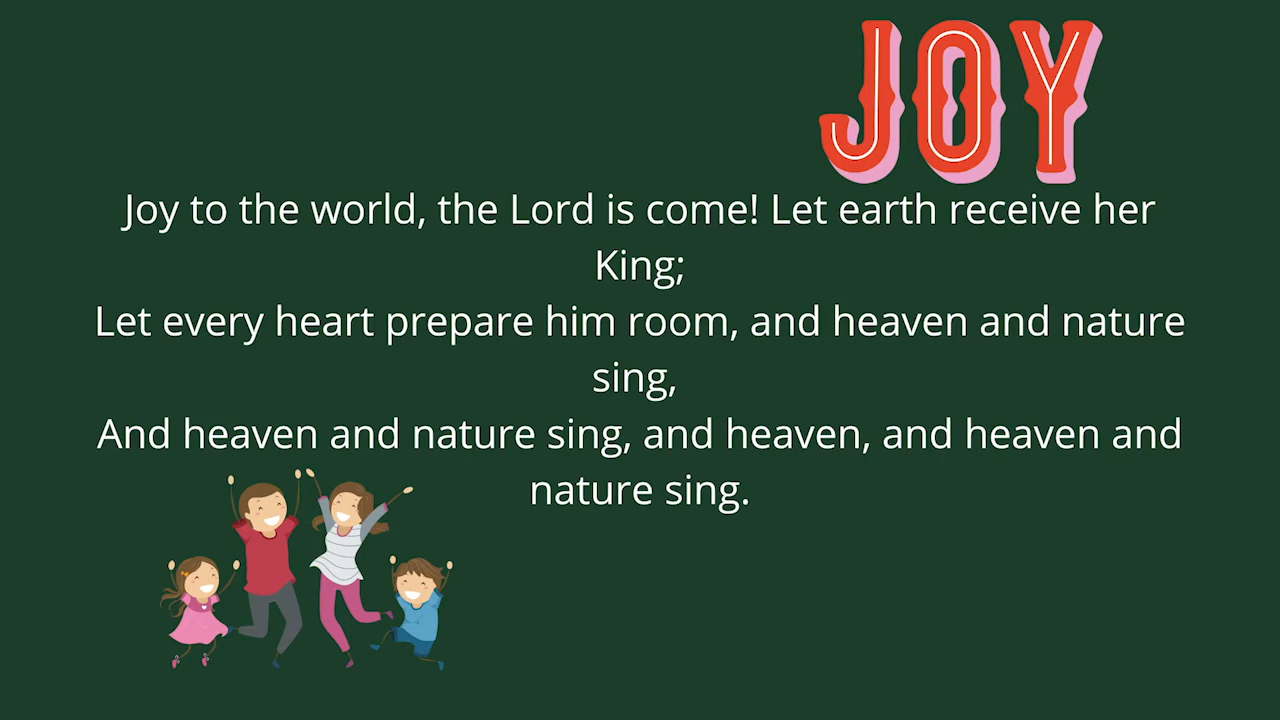 JOY
Joy to the world, the Lord is come! Let earth receive her
King;
Let every heart prepare him room, and heaven and nature
sing,
And heaven and nature sing, and heaven, and heaven and
nature sing.